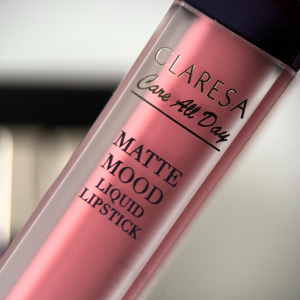 CLARESA
Care All Day
MATTE
MOOD
LIQUID
LIPSTICK